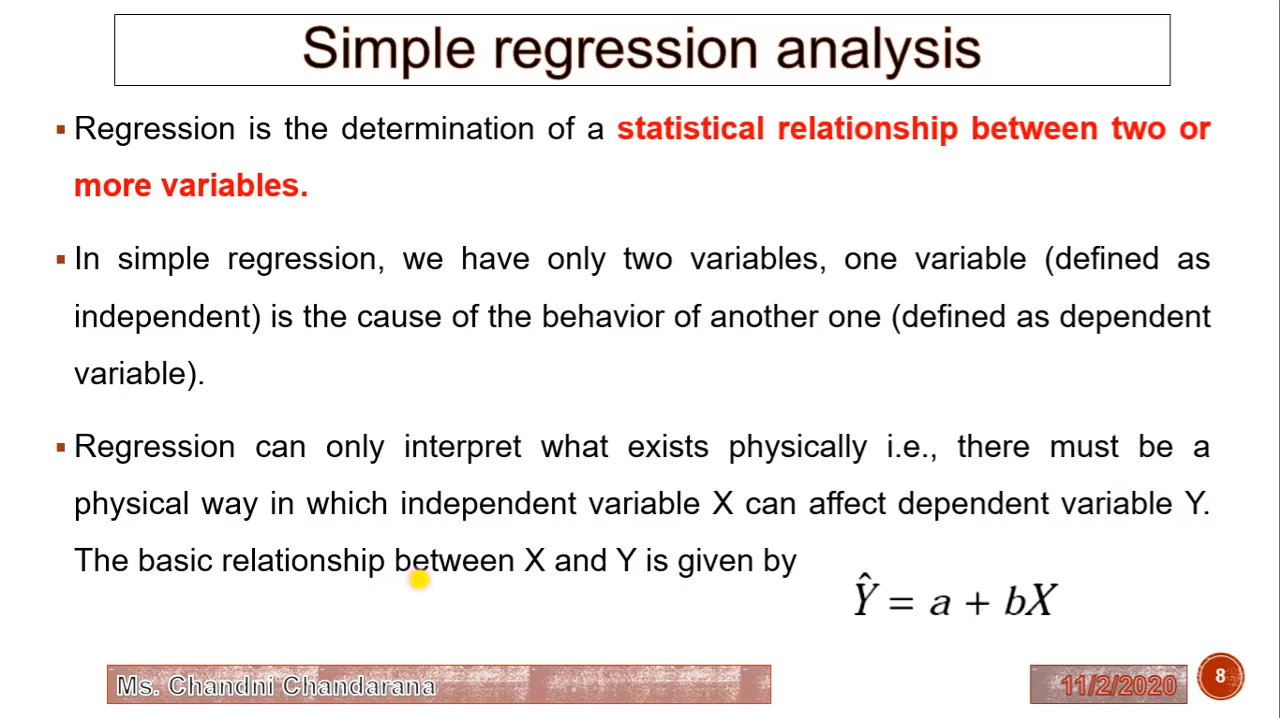 Simple regression analysis
▪ Regression is the determination of a statistical relationship between two or
more variables.
▪ In simple regression, we have only two variables, one variable (defined as
independent) is the cause of the behavior of another one (defined as dependent
variable).
▪ Regression can only interpret what exists physically i.e., there must be a
physical way in which independent variable X can affect dependent variable Y.
The basic relationship between X and Y is given by
Ŷ = a + bX
Ms. Chandni Chandarana
11/2/2020
8